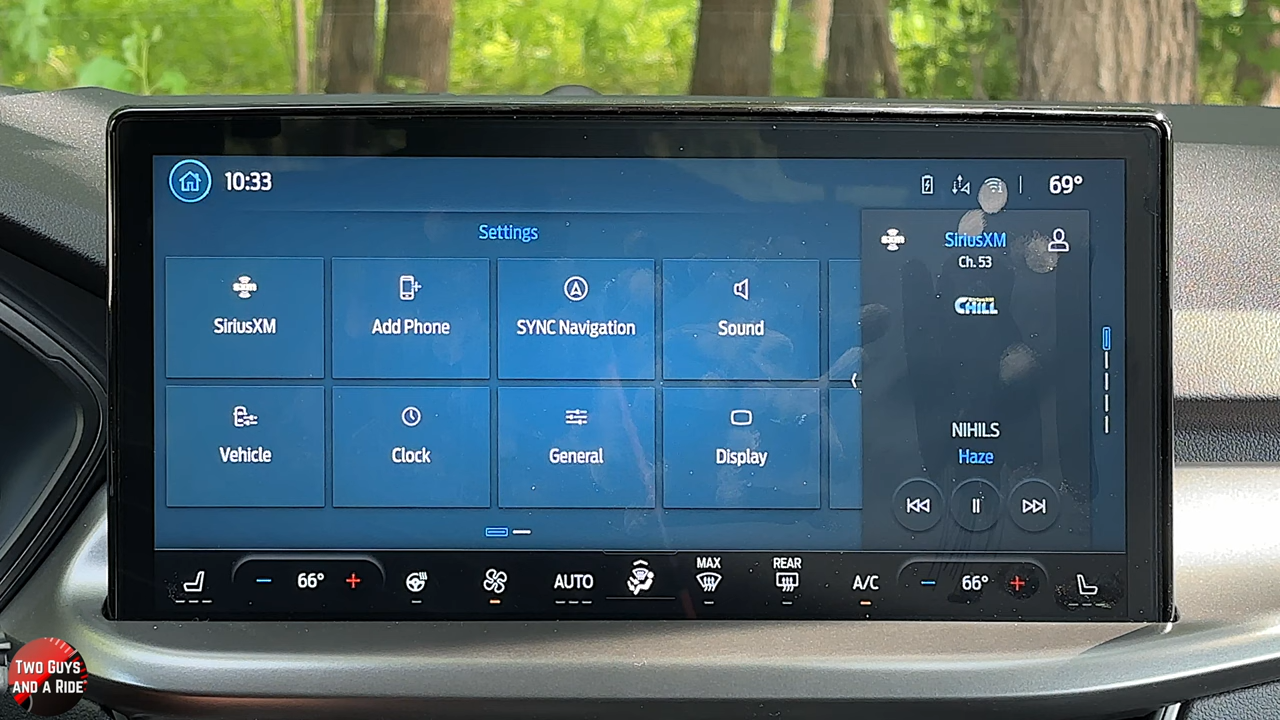 10:33
69°
Settings
SiriusXM
Add Phone
SYNC Navigation
Sound
Vehicle
Clock
General
Display
SiriusXM
Ch. 53
CHILL
NIHILS
Haze
66°
AUTO
MAX
REAR
A/C
66°
TWO GUYS
AND A RIDE